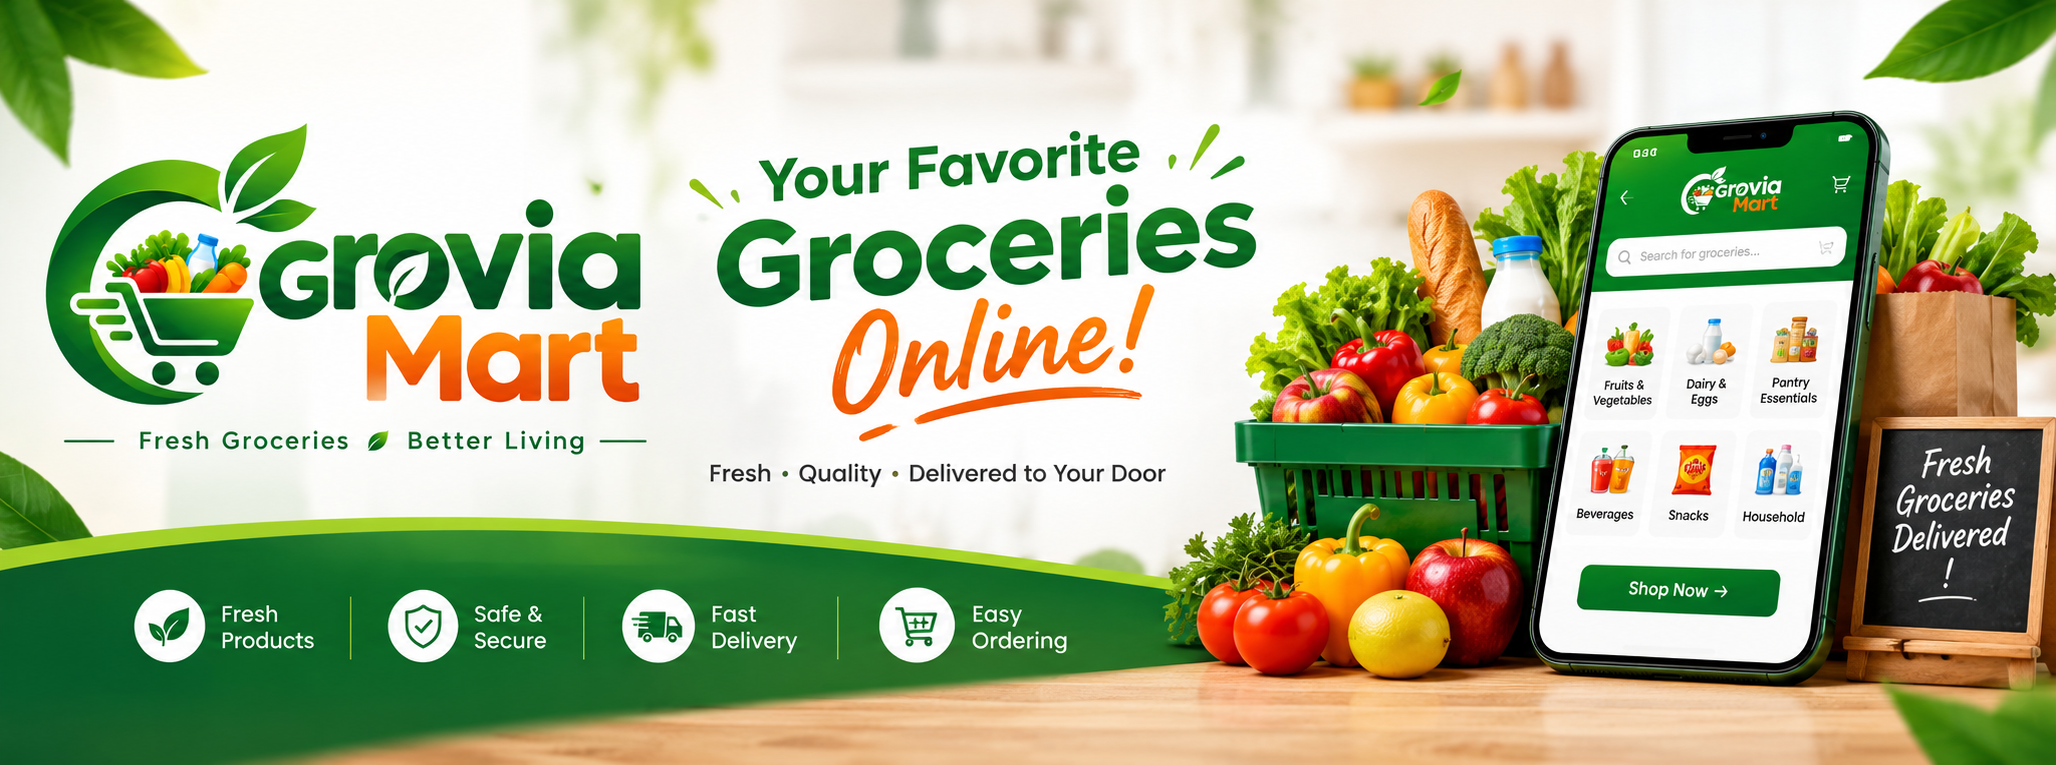 Grovia
Mart
Fresh Groceries Better Living
Your Favorite
Groceries
Online!
Fresh • Quality • Delivered to Your Door
Fresh
Products
Safe &
Secure
Fast
Delivery
Easy
Ordering
Grovia
Mart
Search for groceries...
Fruits &
Vegetables
Dairy &
Eggs
Pantry
Essentials
Beverages
Snacks
Household
Shop Now →
Fresh
Groceries
Delivered
!